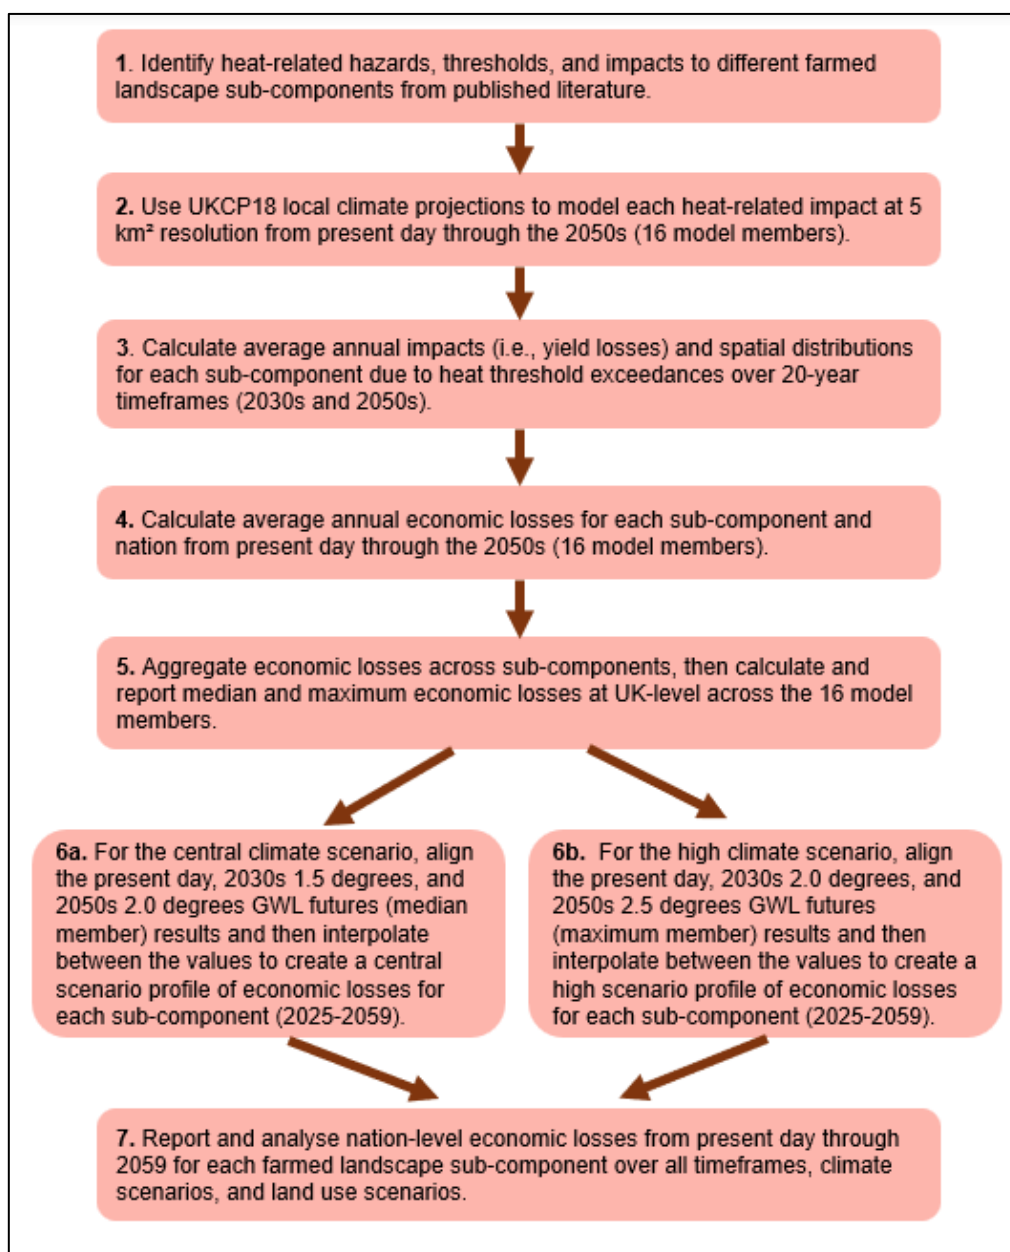 1. Identify heat-related hazards, thresholds, and impacts to different farmed
landscape sub-components from published literature.
2. Use UKCP18 local climate projections to model each heat-related impact at 5
km² resolution from present day through the 2050s (16 model members).
3. Calculate average annual impacts (i.e., yield losses) and spatial distributions
for each sub-component due to heat threshold exceedances over 20-year
timeframes (2030s and 2050s).
4. Calculate average annual economic losses for each sub-component and
nation from present day through the 2050s (16 model members).
5. Aggregate economic losses across sub-components, then calculate and
report median and maximum economic losses at UK-level across the 16 model
members.
6a. For the central climate scenario, align
the present day, 2030s 1.5 degrees, and
2050s 2.0 degrees GWL futures (median
member) results and then interpolate
between the values to create a central
scenario profile of economic losses for
each sub-component (2025-2059).
6b. For the high climate scenario, align
the present day, 2030s 2.0 degrees, and
2050s 2.5 degrees GWL futures
(maximum member) results and then
interpolate between the values to create a
high scenario profile of economic losses
for each sub-component (2025-2059).
7. Report and analyse nation-level economic losses from present day through
2059 for each farmed landscape sub-component over all timeframes, climate
scenarios, and land use scenarios.